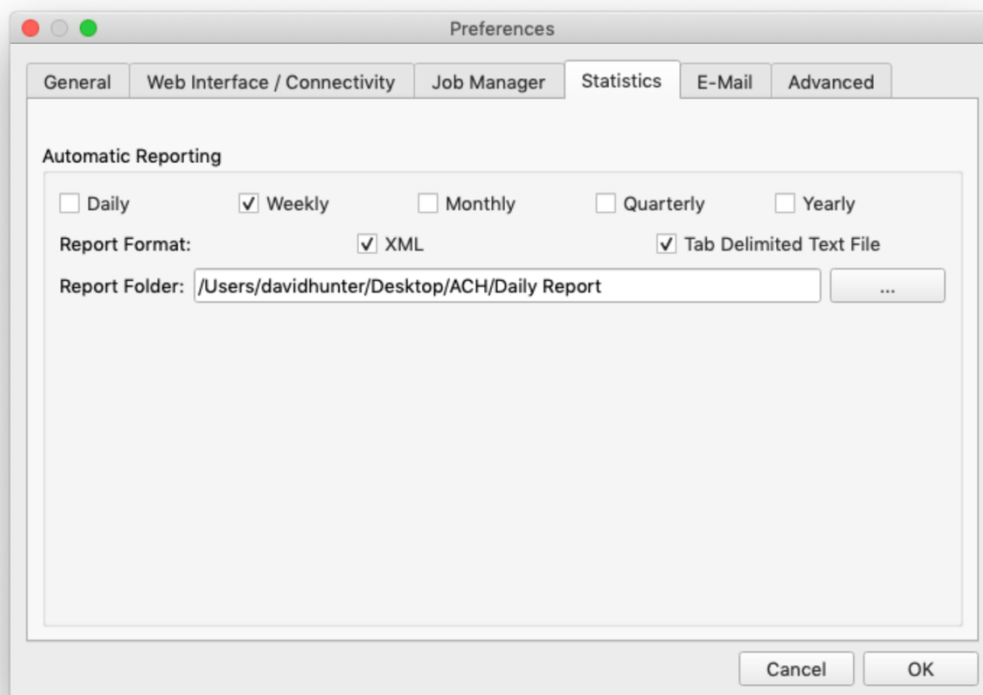 Preferences
General Web Interface / Connectivity Job Manager Statistics E-Mail Advanced
Automatic Reporting
Daily Weekly Monthly Quarterly Yearly
Report Format: XML Tab Delimited Text File
Report Folder: /Users/davidhunter/Desktop/ACH/Daily Report ...
Cancel OK